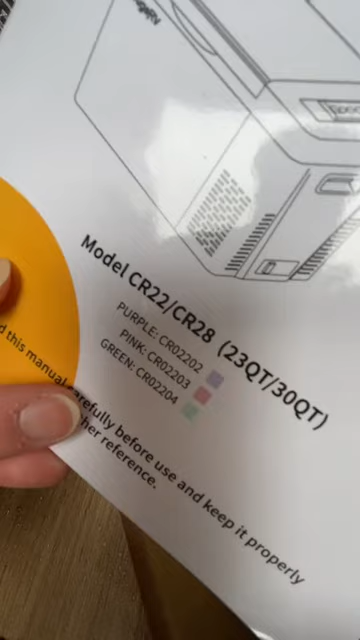 Model CR22/CR28 (23QT/30QT)
PURPLE: CR02202
PINK: CR02203
GREEN: CR02204
this manual carefully before use and keep it properly
her reference.